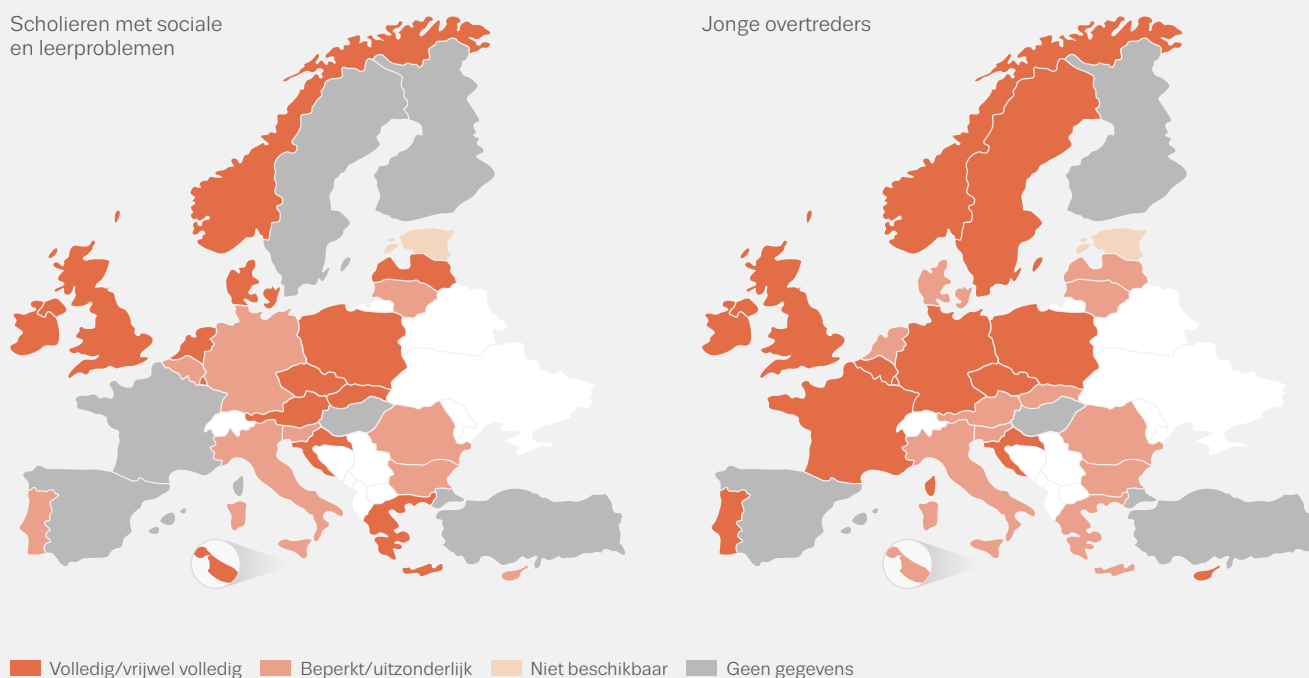 Scholieren met sociale
en leerproblemen
Jonge overtreders
Volledig/vrijwel volledig
Beperkt/uitzonderlijk
Niet beschikbaar
Geen gegevens